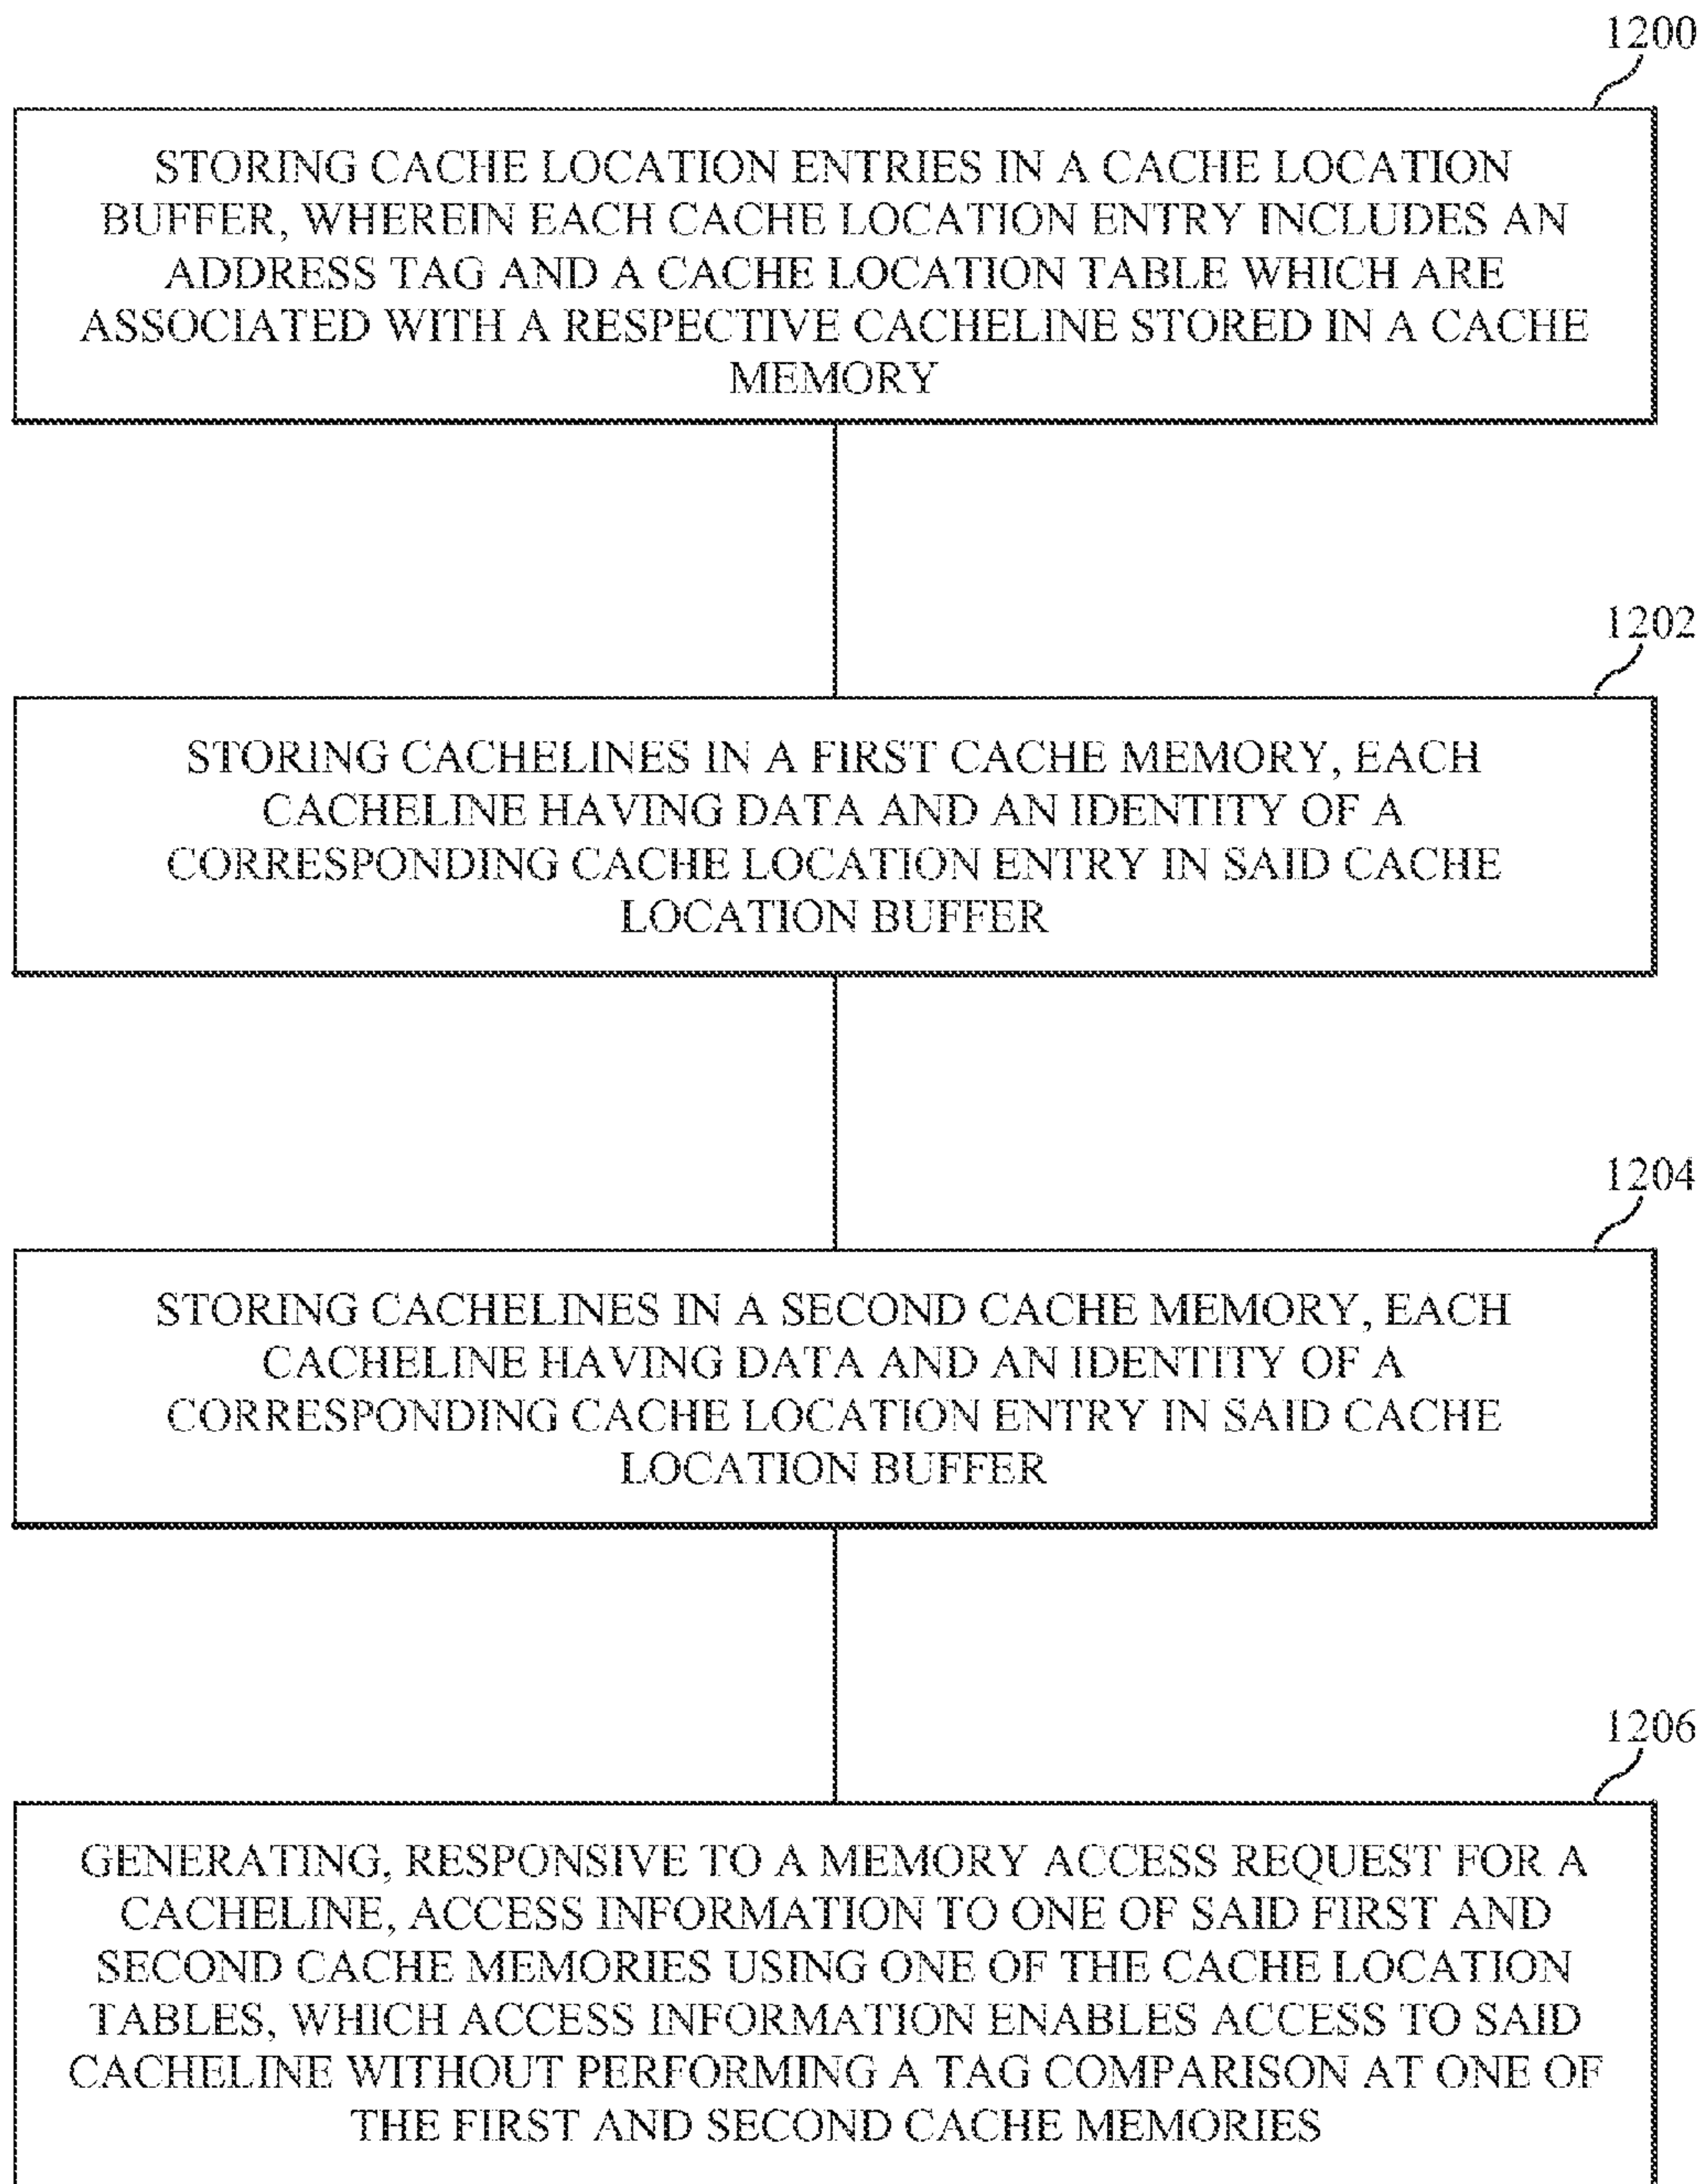 1200
STORING CACHE LOCATION ENTRIES IN A CACHE LOCATION
BUFFER, WHEREIN EACH CACHE LOCATION ENTRY INCLUDES AN
ADDRESS TAG AND A CACHE LOCATION TABLE WHICH ARE
ASSOCIATED WITH A RESPECTIVE CACHELINE STORED IN A CACHE
MEMORY
1202
STORING CACHELINES IN A FIRST CACHE MEMORY, EACH
CACHELINE HAVING DATA AND AN IDENTITY OF A
CORRESPONDING CACHE LOCATION ENTRY IN SAID CACHE
LOCATION BUFFER
1204
STORING CACHELINES IN A SECOND CACHE MEMORY, EACH
CACHELINE HAVING DATA AND AN IDENTITY OF A
CORRESPONDING CACHE LOCATION ENTRY IN SAID CACHE
LOCATION BUFFER
1206
GENERATING, RESPONSIVE TO A MEMORY ACCESS REQUEST FOR A
CACHELINE, ACCESS INFORMATION TO ONE OF SAID FIRST AND
SECOND CACHE MEMORIES USING ONE OF THE CACHE LOCATION
TABLES, WHICH ACCESS INFORMATION ENABLES ACCESS TO SAID
CACHELINE WITHOUT PERFORMING A TAG COMPARISON AT ONE OF
THE FIRST AND SECOND CACHE MEMORIES